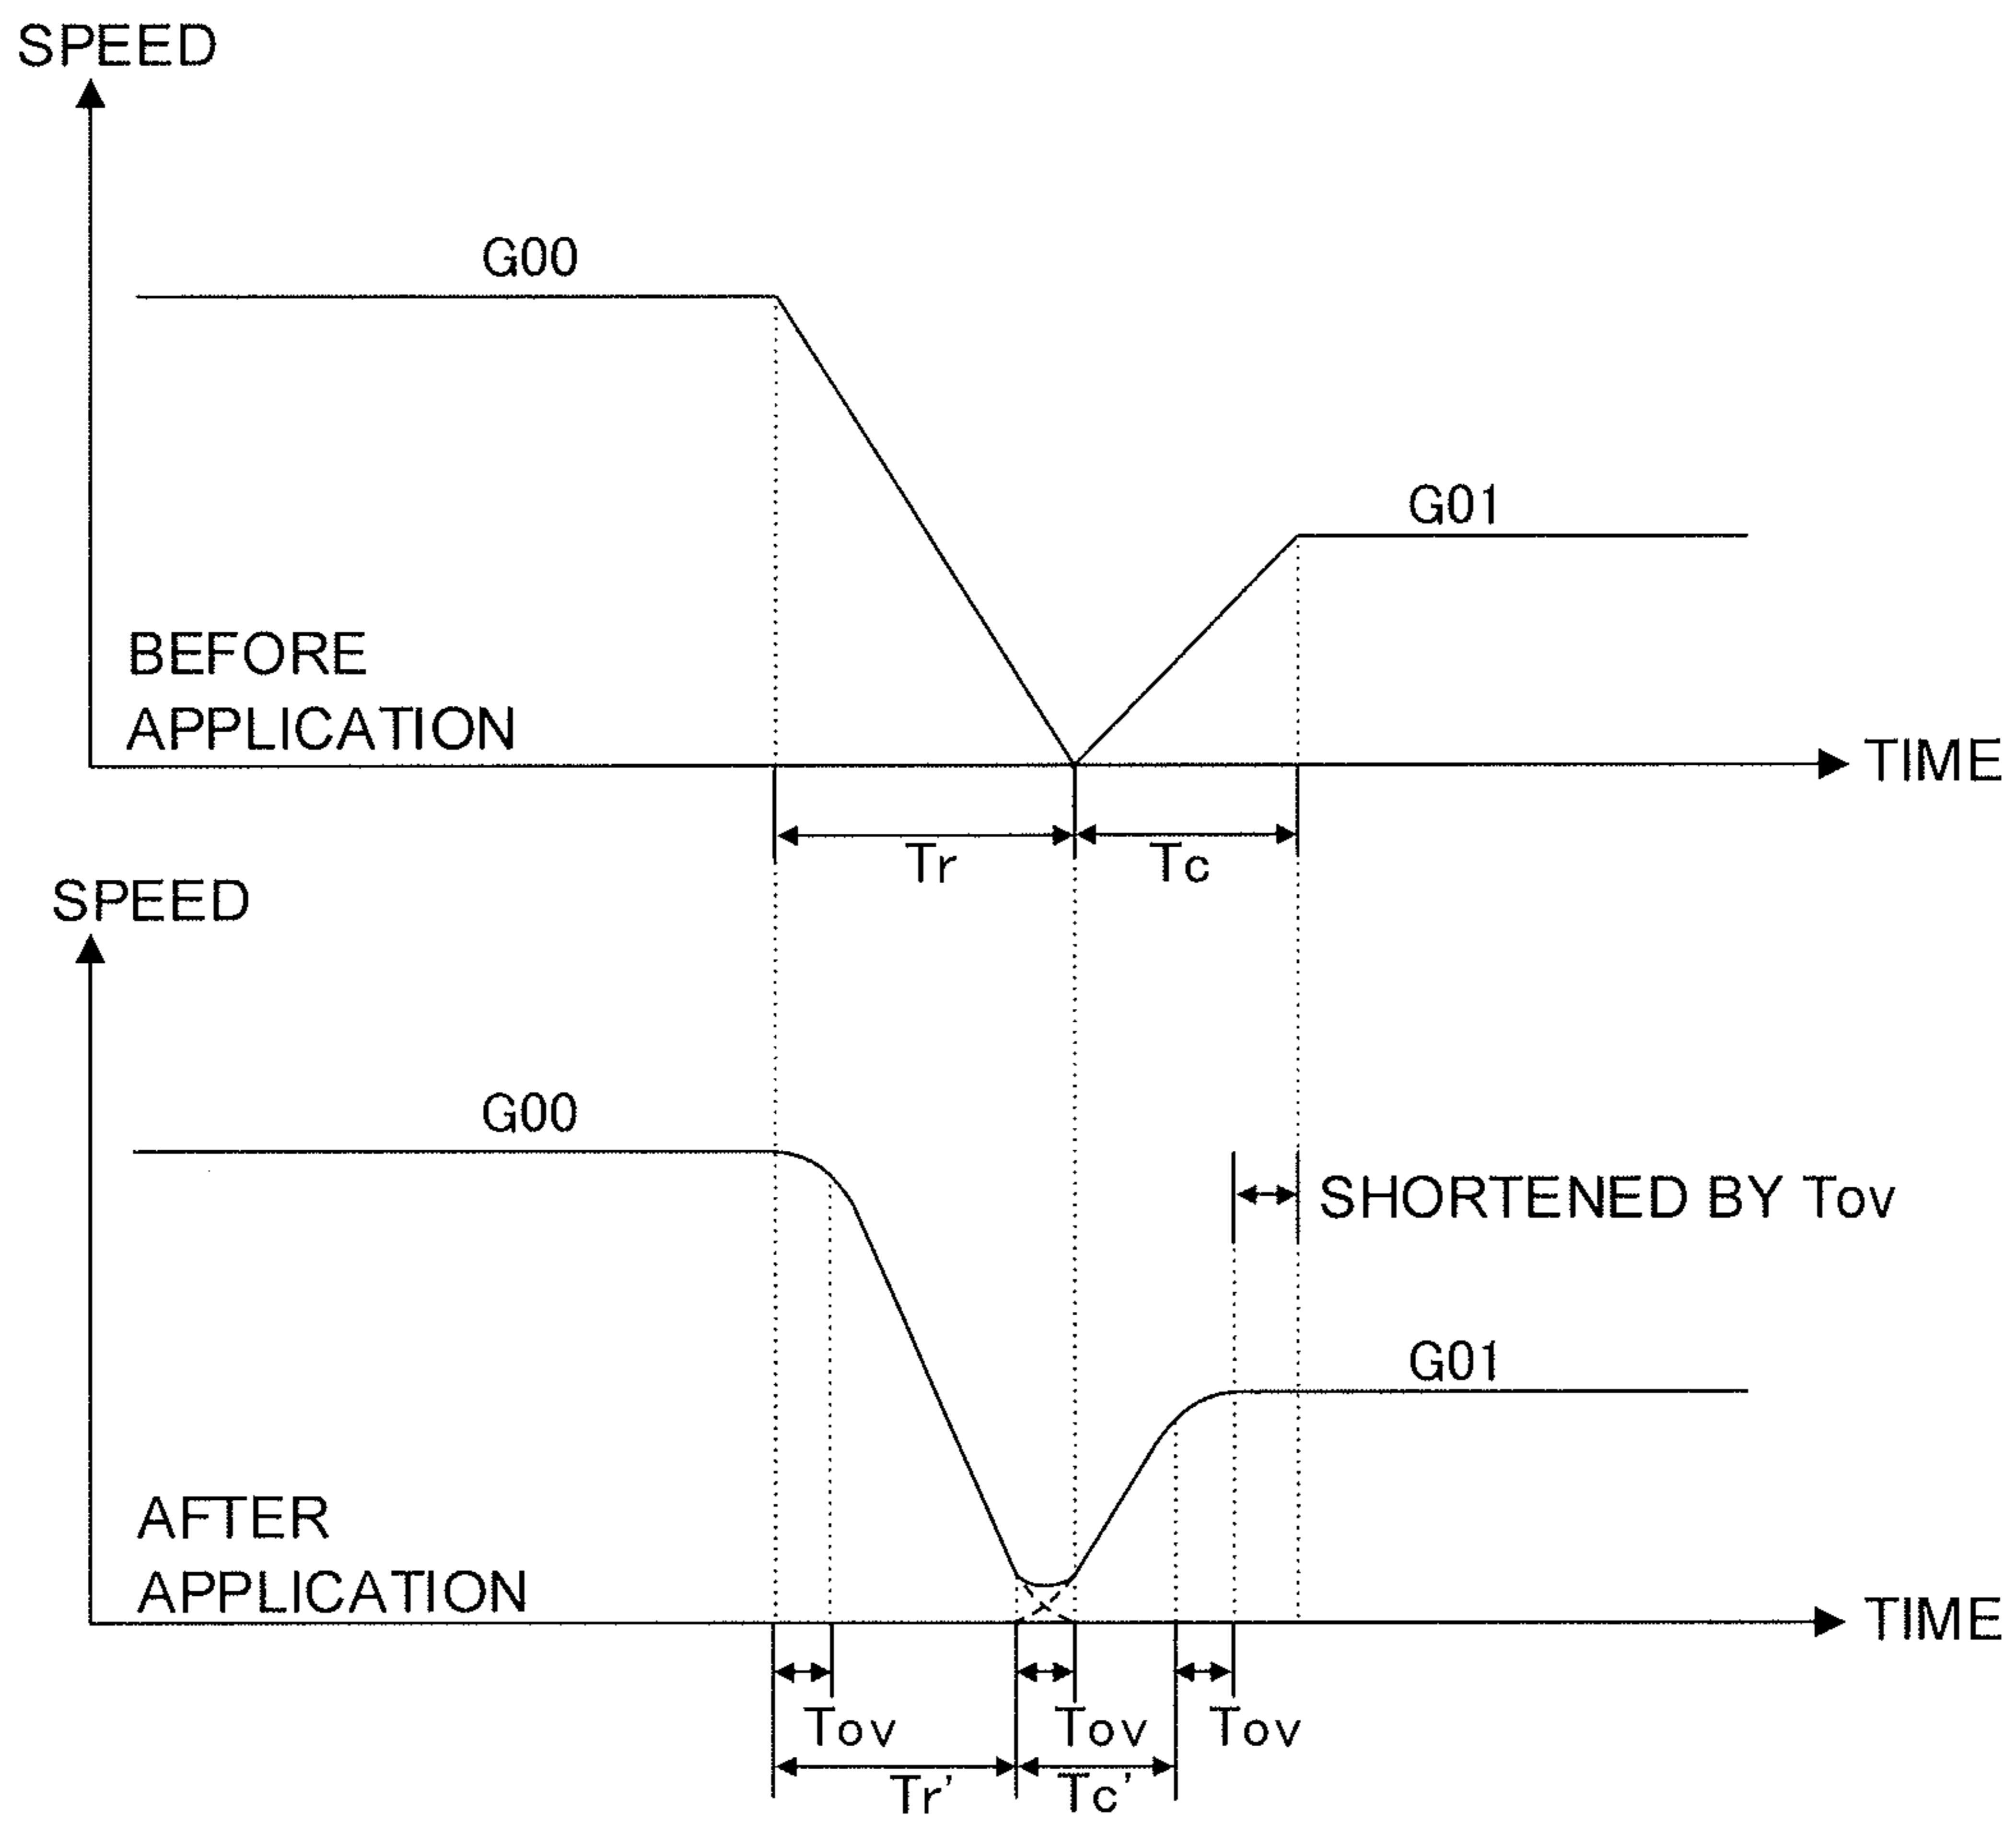 SPEED
G00
G01
BEFORE
APPLICATION
TIME
Tr
Tc
SPEED
G00
SHORTENED BY Tov
G01
AFTER
APPLICATION
TIME
Tov
Tov
Tov
Tr'
Tc'